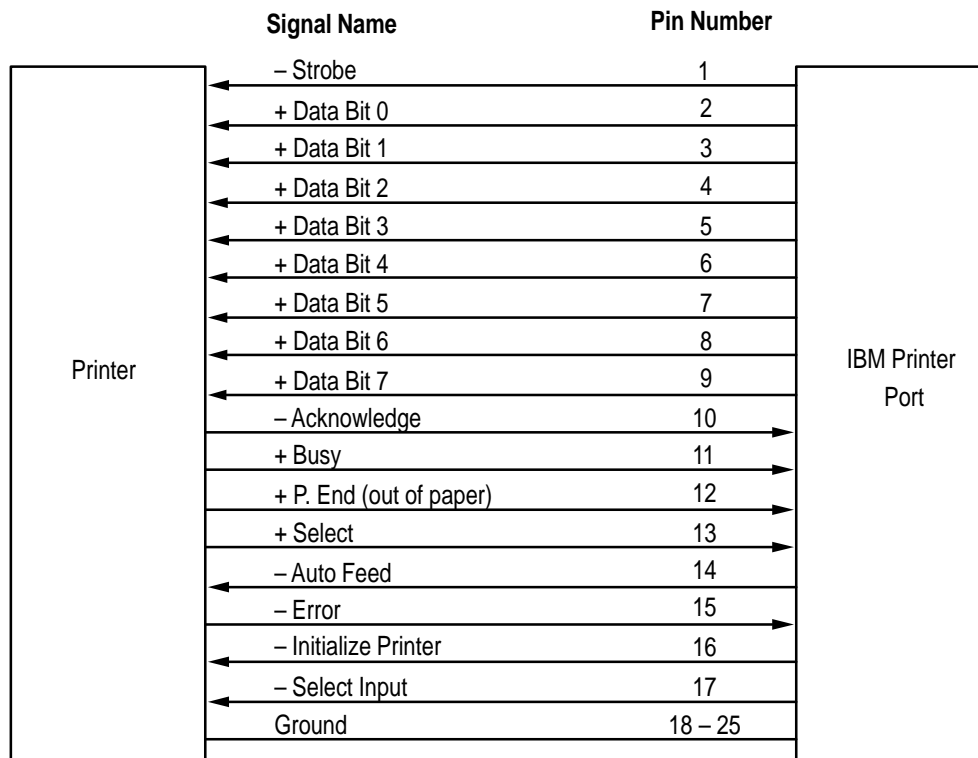 Signal Name Pin Number
– Strobe 1
+ Data Bit 0 2
+ Data Bit 1 3
+ Data Bit 2 4
+ Data Bit 3 5
+ Data Bit 4 6
+ Data Bit 5 7
+ Data Bit 6 8
Printer
IBM Printer
Port
+ Data Bit 7 9
– Acknowledge 10
+ Busy 11
+ P. End (out of paper) 12
+ Select 13
– Auto Feed 14
– Error 15
– Initialize Printer 16
– Select Input 17
Ground 18 – 25